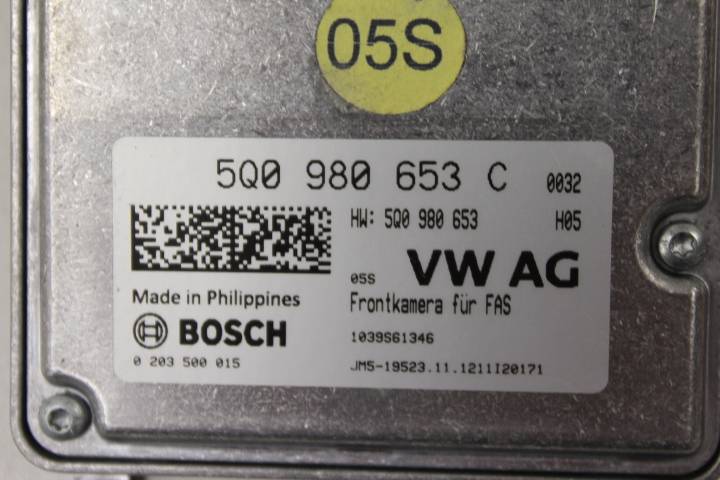 05S
5Q0 980 653 C 0032
HW: 5Q0 980 653 H05
05S VW AG
Made in Philippines
Frontkamera für FAS
BOSCH
1039S61346
0 203 500 015
JM5-19523.11.1211I20171